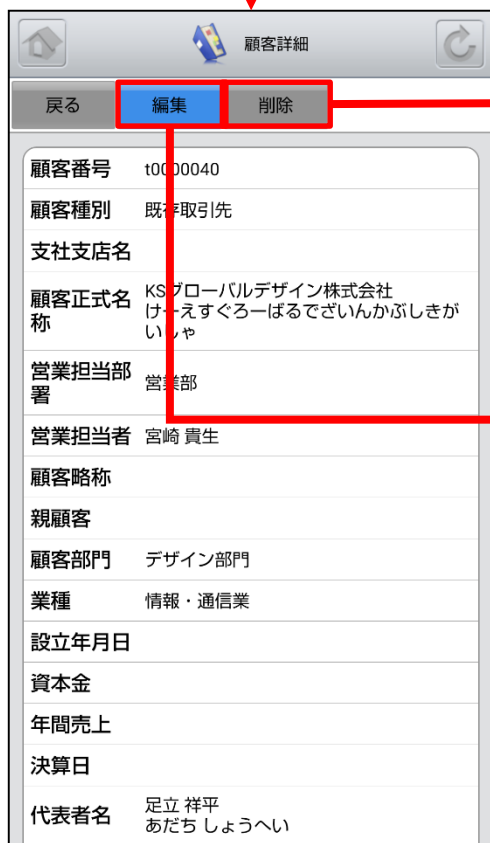 顧客詳細
戻る 編集 削除
顧客番号 t0000040
顧客種別 既存取引先
支社支店名
顧客正式名称 KSグローバルデザイン株式会社
けーえすぐろーばるでざいんかぶしきが
いしゃ
営業担当部署 営業部
営業担当者 宮崎 貴生
顧客略称
親顧客
顧客部門 デザイン部門
業種 情報・通信業
設立年月日
資本金
年間売上
決算日
代表者名 足立 祥平
あだち しょうへい